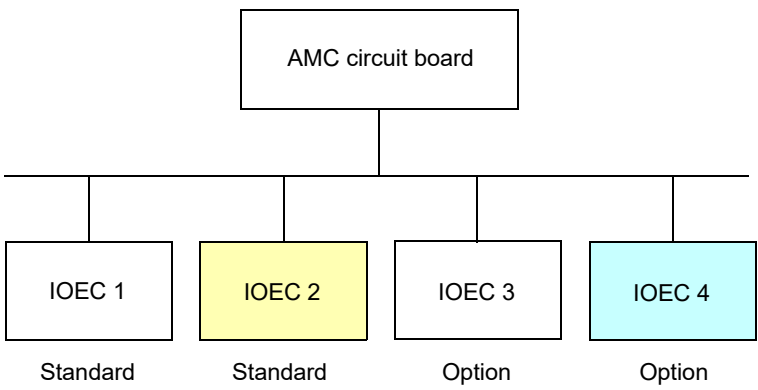 AMC circuit board
IOEC 1
IOEC 2
IOEC 3
IOEC 4
Standard
Standard
Option
Option